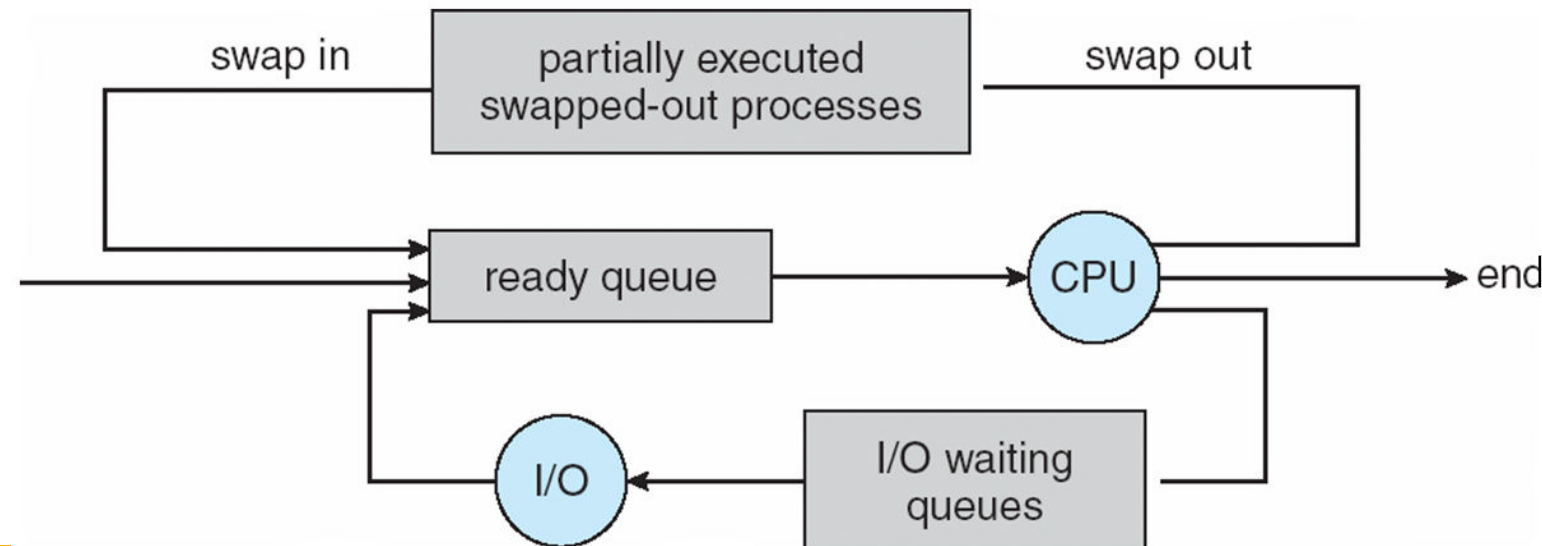 swap in
partially executed
swapped-out processes
swap out
ready queue
CPU
end
I/O
I/O waiting
queues